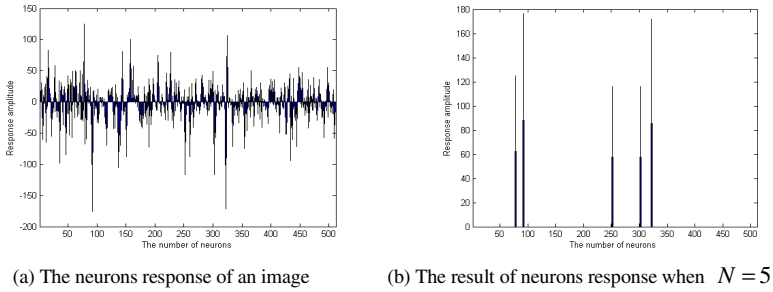 150
100
50
0
-50
-100
-150
-200
Response amplitude
50 100 150 200 250 300 350 400 450 500
The number of neurons
180
160
140
120
100
80
60
40
20
0
Response amplitude
50 100 150 200 250 300 350 400 450 500
The number of neurons
(a) The neurons response of an image
(b) The result of neurons response when N = 5